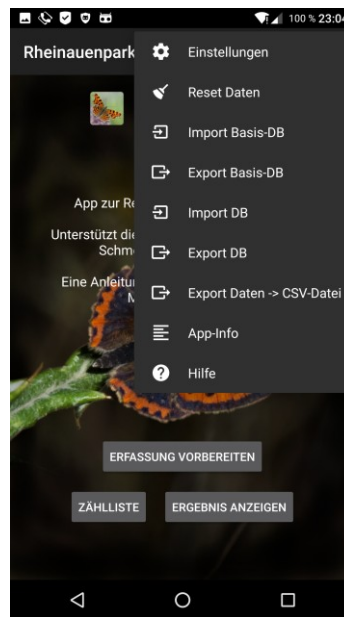 100 % 23:04
Rheinauenpark
Einstellungen
Reset Daten
Import Basis-DB
Export Basis-DB
Import DB
Export DB
Export Daten -> CSV-Datei
App-Info
Hilfe
App zur Re
Unterstützt die
Schm
Eine Anleitu
M
ERFASSUNG VORBEREITEN
ZÄHLLISTE
ERGEBNIS ANZEIGEN